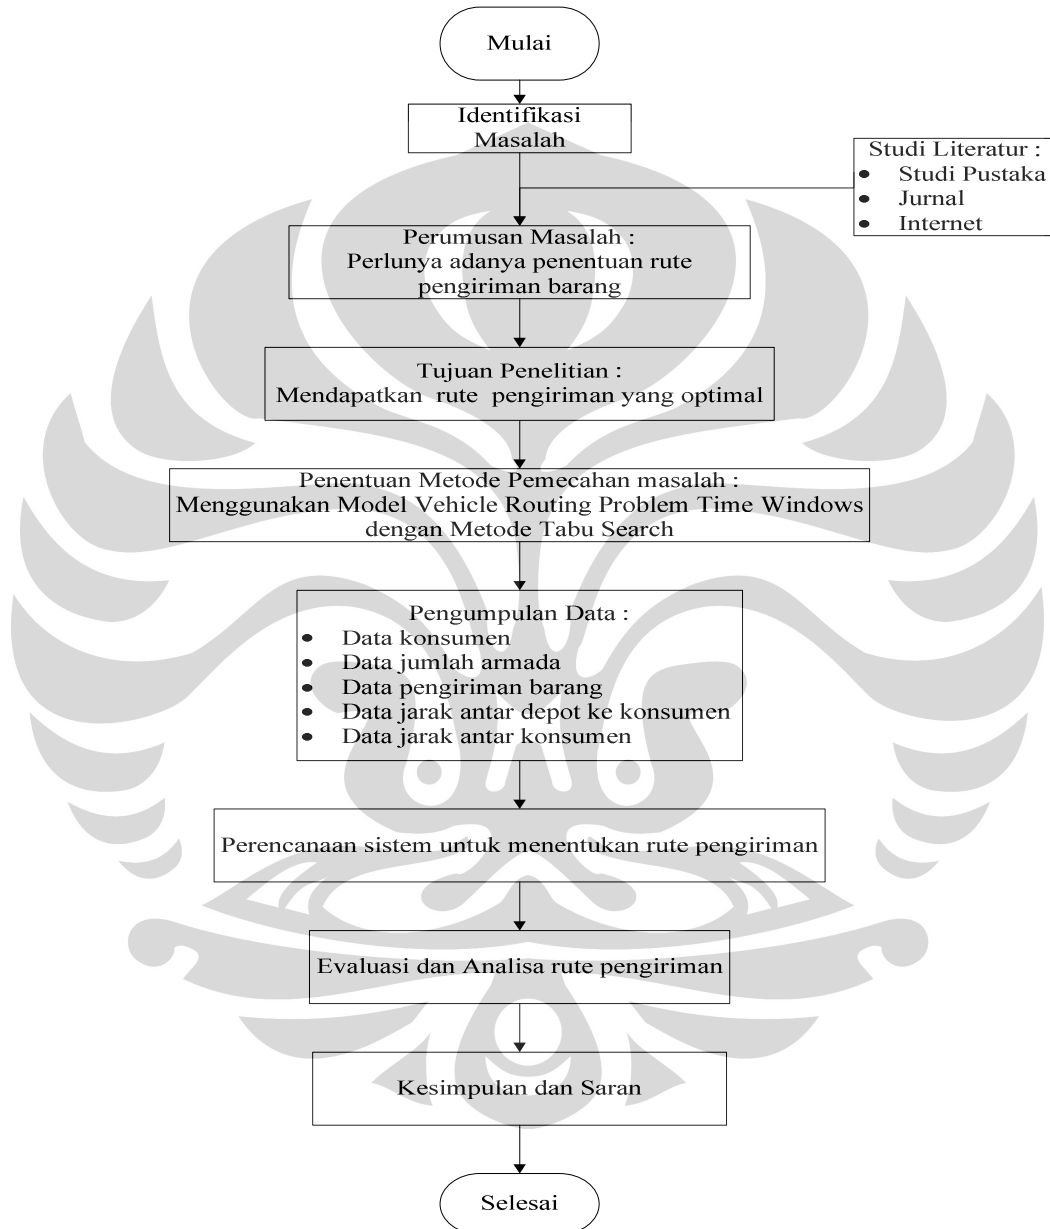 Mulai
Identifikasi
Masalah
Studi Literatur :
• Studi Pustaka
• Jurnal
• Internet
Perumusan Masalah :
Perlunya adanya penentuan rute
pengiriman barang
Tujuan Penelitian :
Mendapatkan rute pengiriman yang optimal
Penentuan Metode Pemecahan masalah :
Menggunakan Model Vehicle Routing Problem Time Windows
dengan Metode Tabu Search
Pengumpulan Data :
• Data konsumen
• Data jumlah armada
• Data pengiriman barang
• Data jarak antar depot ke konsumen
• Data jarak antar konsumen
Perencanaan sistem untuk menentukan rute pengiriman
Evaluasi dan Analisa rute pengiriman
Kesimpulan dan Saran
Selesai